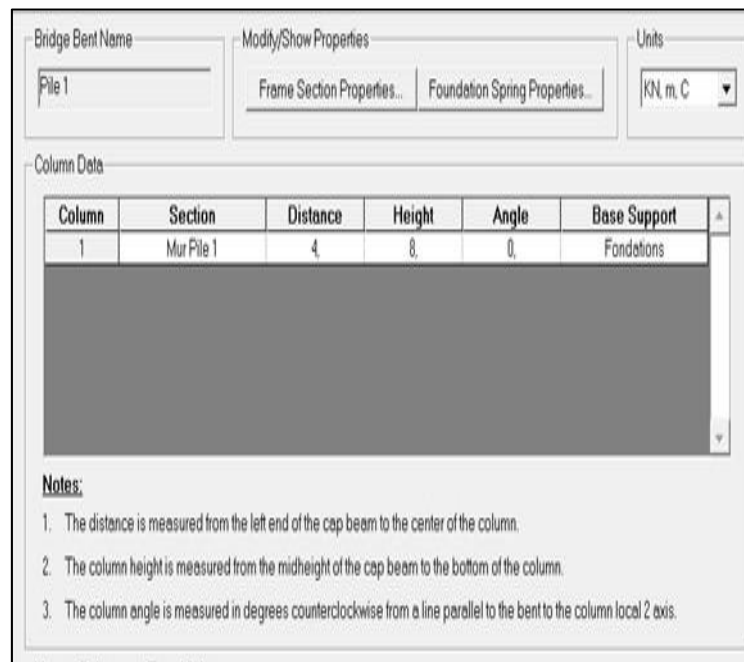 Bridge Bent Name
Modify/Show Properties
Units
Pile 1
Frame Section Properties...
Foundation Spring Properties...
KN, m, C
Column Data
Column Section Distance Height Angle Base Support
1 Mur Pile 1 4, 8, 0, Fondations
Notes:
1. The distance is measured from the left end of the cap beam to the center of the column.
2. The column height is measured from the midheight of the cap beam to the bottom of the column.
3. The column angle is measured in degrees counterclockwise from a line parallel to the bent to the column local 2 axis.